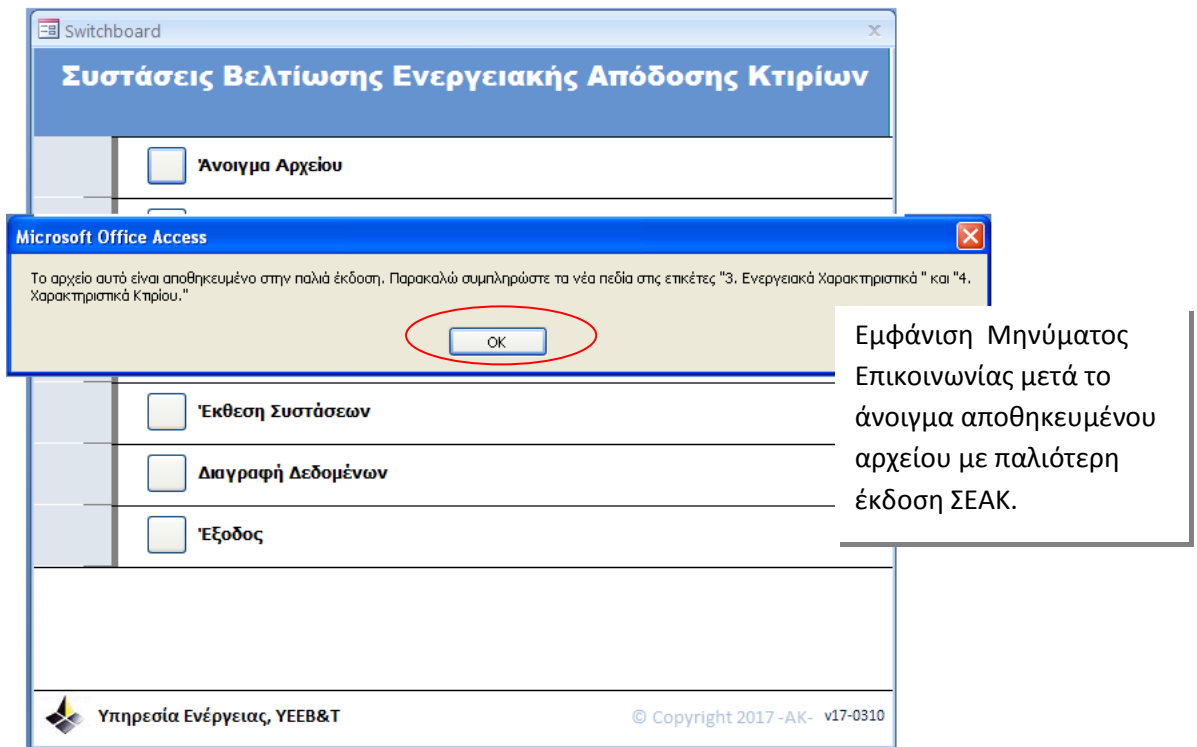 Switchboard
Συστάσεις Βελτίωσης Ενεργειακής Απόδοσης Κτιρίων
Άνοιγμα Αρχείου
Microsoft Office Access
Το αρχείο αυτό είναι αποθηκευμένο στην παλιά έκδοση. Παρακαλώ συμπληρώστε τα νέα πεδία στις ετικέτες "3. Ενεργειακά Χαρακτηριστικά " και "4.
Χαρακτηριστικά Κτιρίου."
OK
Εμφάνιση Μηνύματος
Επικοινωνίας μετά το
άνοιγμα αποθηκευμένου
αρχείου με παλιότερη
έκδοση ΣΕΑΚ.
Έκθεση Συστάσεων
Διαγραφή Δεδομένων
Έξοδος
Υπηρεσία Ενέργειας, ΥΕΕΒ&Τ
© Copyright 2017 -AK- v17-0310